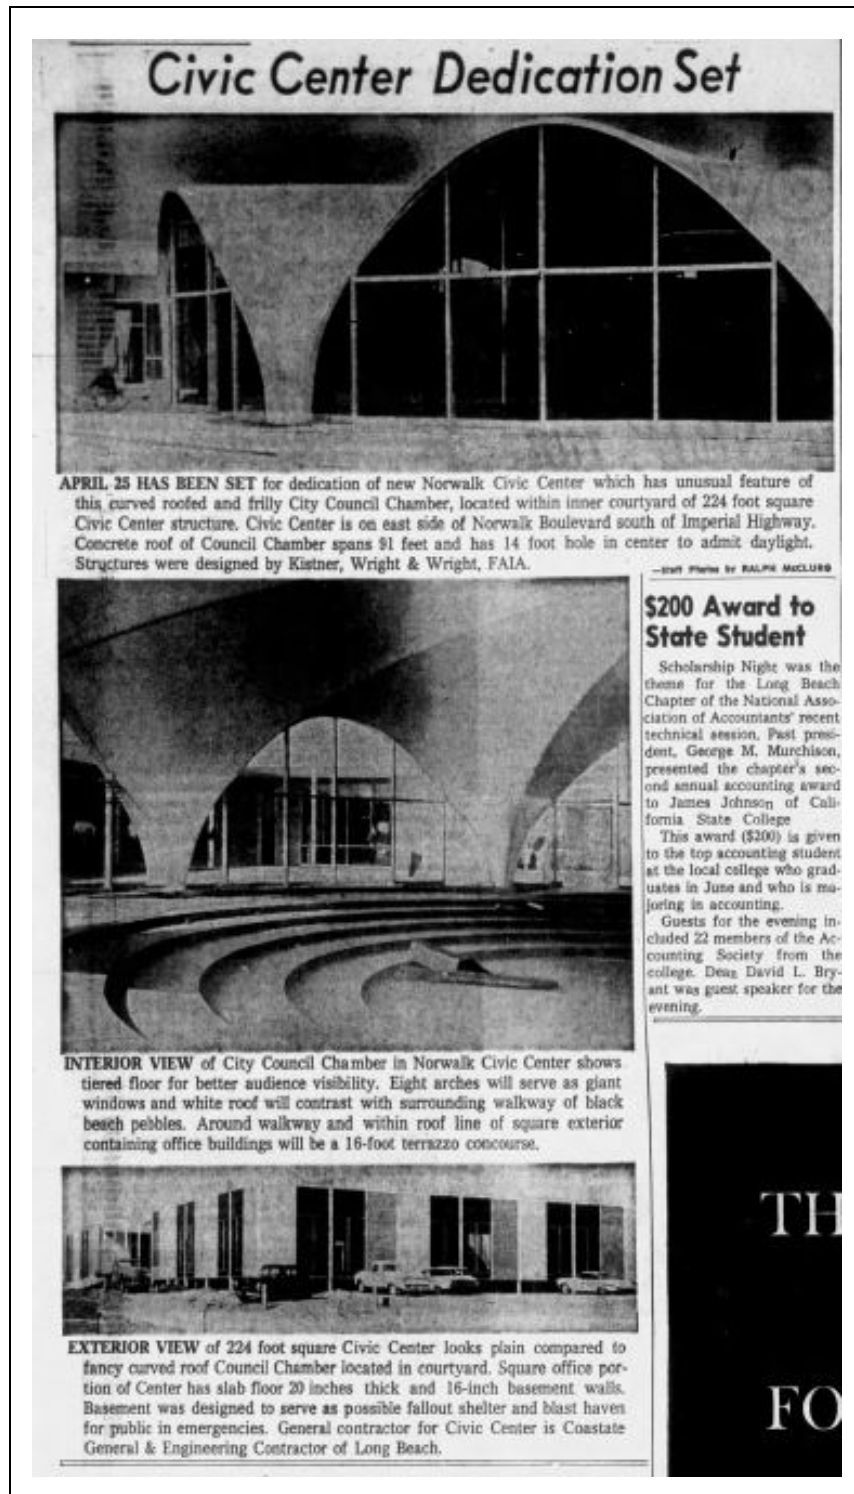 Civic Center Dedication Set
APRIL 25 HAS BEEN SET for dedication of new Norwalk Civic Center which has unusual feature of
this curved roofed and frilly City Council Chamber, located within inner courtyard of 224 foot square
Civic Center structure. Civic Center is on east side of Norwalk Boulevard south of Imperial Highway.
Concrete roof of Council Chamber spans 91 feet and has 14 foot hole in center to admit daylight.
Structures were designed by Kistner, Wright & Wright, FAIA.
—Staff Photos by RALPH McCLURG
INTERIOR VIEW of City Council Chamber in Norwalk Civic Center shows
tiered floor for better audience visibility. Eight arches will serve as giant
windows and white roof will contrast with surrounding walkway of black
beach pebbles. Around walkway and within roof line of square exterior
containing office buildings will be a 16-foot terrazzo concourse.
EXTERIOR VIEW of 224 foot square Civic Center looks plain compared to
fancy curved roof Council Chamber located in courtyard. Square office por-
tion of Center has slab floor 20 inches thick and 16-inch basement walls.
Basement was designed to serve as possible fallout shelter and blast haven
for public in emergencies. General contractor for Civic Center is Coastate
General & Engineering Contractor of Long Beach.
$200 Award to
State Student
Scholarship Night was the
theme for the Long Beach
Chapter of the National Asso-
ciation of Accountants' recent
technical session. Past presi-
dent, George M. Murchison,
presented the chapter's sec-
ond annual accounting award
to James Johnson of Cali-
fornia State College
This award ($200) is given
to the top accounting student
at the local college who grad-
uates in June and who is ma-
joring in accounting.
Guests for the evening in-
cluded 22 members of the Ac-
counting Society from the
college. Dean David L. Bry-
ant was guest speaker for the
evening.
TH
FO